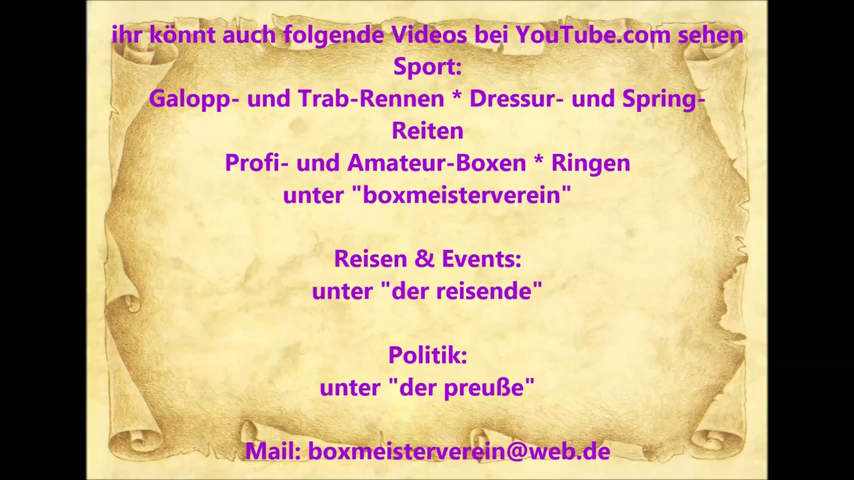 ihr könnt auch folgende Videos bei YouTube.com sehen
Sport:
Galopp- und Trab-Rennen * Dressur- und Spring-
Reiten
Profi- und Amateur-Boxen * Ringen
unter "boxmeisterverein"
Reisen & Events:
unter "der reisende"
Politik:
unter "der preuße"
Mail: boxmeisterverein@web.de